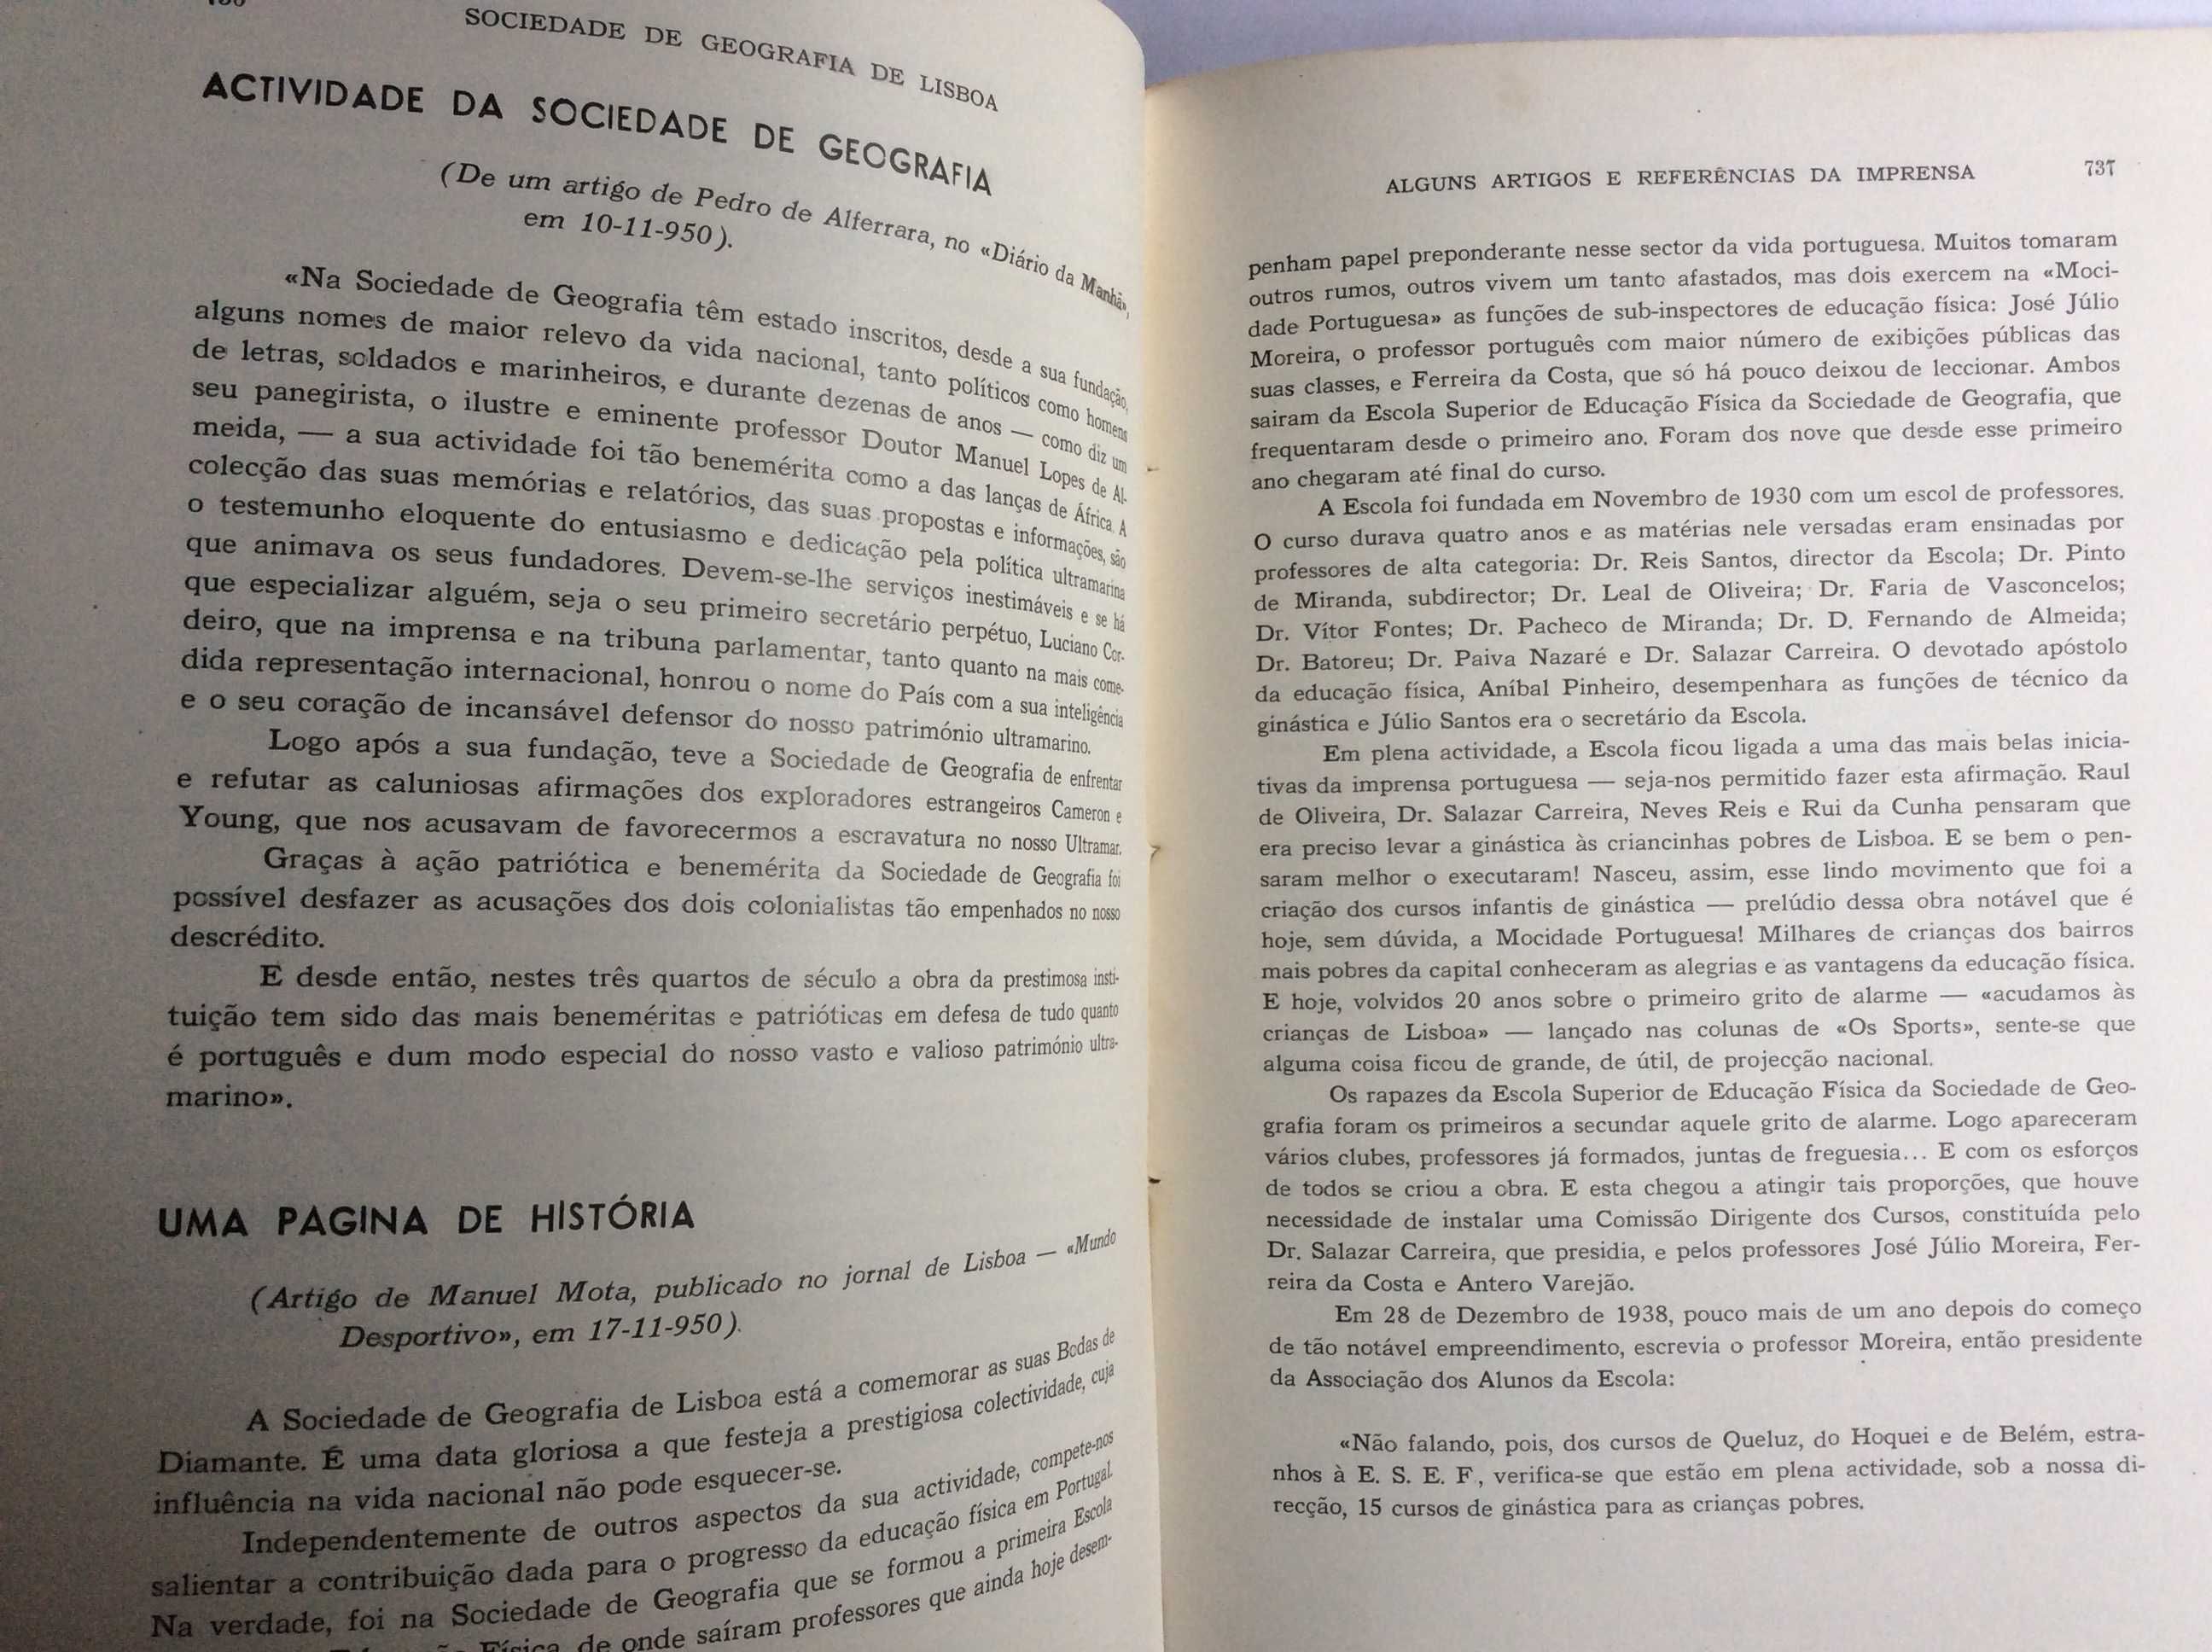 SOCIEDADE DE GEOGRAFIA DE LISBOA
ACTIVIDADE DA SOCIEDADE DE GEOGRAFIA
(De um artigo de Pedro de Alferrara, no «Diário da Manhã»,
em 10-11-950).
«Na Sociedade de Geografia têm estado inscritos, desde a sua fundação,
alguns nomes de maior relevo da vida nacional, tanto políticos como homens
de letras, soldados e marinheiros, e durante dezenas de anos — como diz um
seu panegirista, o ilustre e eminente professor Doutor Manuel Lopes de Al-
meida, — a sua actividade foi tão benemérita como a das lanças de África. A
colecção das suas memórias e relatórios, das suas propostas e informações, são
o testemunho eloquente do entusiasmo e dedicação pela política ultramarina
que animava os seus fundadores. Devem-se-lhe serviços inestimáveis e se há
que especializar alguém, seja o seu primeiro secretário perpétuo, Luciano Cor-
deiro, que na imprensa e na tribuna parlamentar, tanto quanto na mais come-
dida representação internacional, honrou o nome do País com a sua inteligência
e o seu coração de incansável defensor do nosso património ultramarino.
Logo após a sua fundação, teve a Sociedade de Geografia de enfrentar
e refutar as caluniosas afirmações dos exploradores estrangeiros Cameron e
Young, que nos acusavam de favorecermos a escravatura no nosso Ultramar.
Graças à ação patriótica e benemérita da Sociedade de Geografia foi
possível desfazer as acusações dos dois colonialistas tão empenhados no nosso
descrédito.
E desde então, nestes três quartos de século a obra da prestimosa insti-
tuição tem sido das mais beneméritas e patrióticas em defesa de tudo quanto
é português e dum modo especial do nosso vasto e valioso património ultra-
marino».
UMA PAGINA DE HISTÓRIA
(Artigo de Manuel Mota, publicado no jornal de Lisboa — «Mundo
Desportivo», em 17-11-950).
A Sociedade de Geografia de Lisboa está a comemorar as suas Bodas de
Diamante. É uma data gloriosa a que festeja a prestigiosa colectividade, cuja
influência na vida nacional não pode esquecer-se.
Independentemente de outros aspectos da sua actividade, compete-nos
salientar a contribuição dada para o progresso da educação física em Portugal.
Na verdade, foi na Sociedade de Geografia que se formou a primeira Escola
Física, de onde saíram professores que ainda hoje desem-
ALGUNS ARTIGOS E REFERÊNCIAS DA IMPRENSA 737
penham papel preponderante nesse sector da vida portuguesa. Muitos tomaram
outros rumos, outros vivem um tanto afastados, mas dois exercem na «Moci-
dade Portuguesa» as funções de sub-inspectores de educação física: José Júlio
Moreira, o professor português com maior número de exibições públicas das
suas classes, e Ferreira da Costa, que só há pouco deixou de leccionar. Ambos
sairam da Escola Superior de Educação Física da Sociedade de Geografia, que
frequentaram desde o primeiro ano. Foram dos nove que desde esse primeiro
ano chegaram até final do curso.
A Escola foi fundada em Novembro de 1930 com um escol de professores.
O curso durava quatro anos e as matérias nele versadas eram ensinadas por
professores de alta categoria: Dr. Reis Santos, director da Escola; Dr. Pinto
de Miranda, subdirector; Dr. Leal de Oliveira; Dr. Faria de Vasconcelos;
Dr. Vítor Fontes; Dr. Pacheco de Miranda; Dr. D. Fernando de Almeida;
Dr. Batoreu; Dr. Paiva Nazaré e Dr. Salazar Carreira. O devotado apóstolo
da educação física, Aníbal Pinheiro, desempenhara as funções de técnico da
ginástica e Júlio Santos era o secretário da Escola.
Em plena actividade, a Escola ficou ligada a uma das mais belas inicia-
tivas da imprensa portuguesa — seja-nos permitido fazer esta afirmação. Raul
de Oliveira, Dr. Salazar Carreira, Neves Reis e Rui da Cunha pensaram que
era preciso levar a ginástica às criancinhas pobres de Lisboa. E se bem o pen-
saram melhor o executaram! Nasceu, assim, esse lindo movimento que foi a
criação dos cursos infantis de ginástica — prelúdio dessa obra notável que é
hoje, sem dúvida, a Mocidade Portuguesa! Milhares de crianças dos bairros
mais pobres da capital conheceram as alegrias e as vantagens da educação física.
E hoje, volvidos 20 anos sobre o primeiro grito de alarme — «acudamos às
crianças de Lisboa» — lançado nas colunas de «Os Sports», sente-se que
alguma coisa ficou de grande, de útil, de projecção nacional.
Os rapazes da Escola Superior de Educação Física da Sociedade de Geo-
grafia foram os primeiros a secundar aquele grito de alarme. Logo apareceram
vários clubes, professores já formados, juntas de freguesia... E com os esforços
de todos se criou a obra. E esta chegou a atingir tais proporções, que houve
necessidade de instalar uma Comissão Dirigente dos Cursos, constituída pelo
Dr. Salazar Carreira, que presidia, e pelos professores José Júlio Moreira, Fer-
reira da Costa e Antero Varejão.
Em 28 de Dezembro de 1938, pouco mais de um ano depois do começo
de tão notável empreendimento, escrevia o professor Moreira, então presidente
da Associação dos Alunos da Escola:
«Não falando, pois, dos cursos de Queluz, do Hoquei e de Belém, estra-
nhos à E. S. E. F., verifica-se que estão em plena actividade, sob a nossa di-
recção, 15 cursos de ginástica para as crianças pobres.